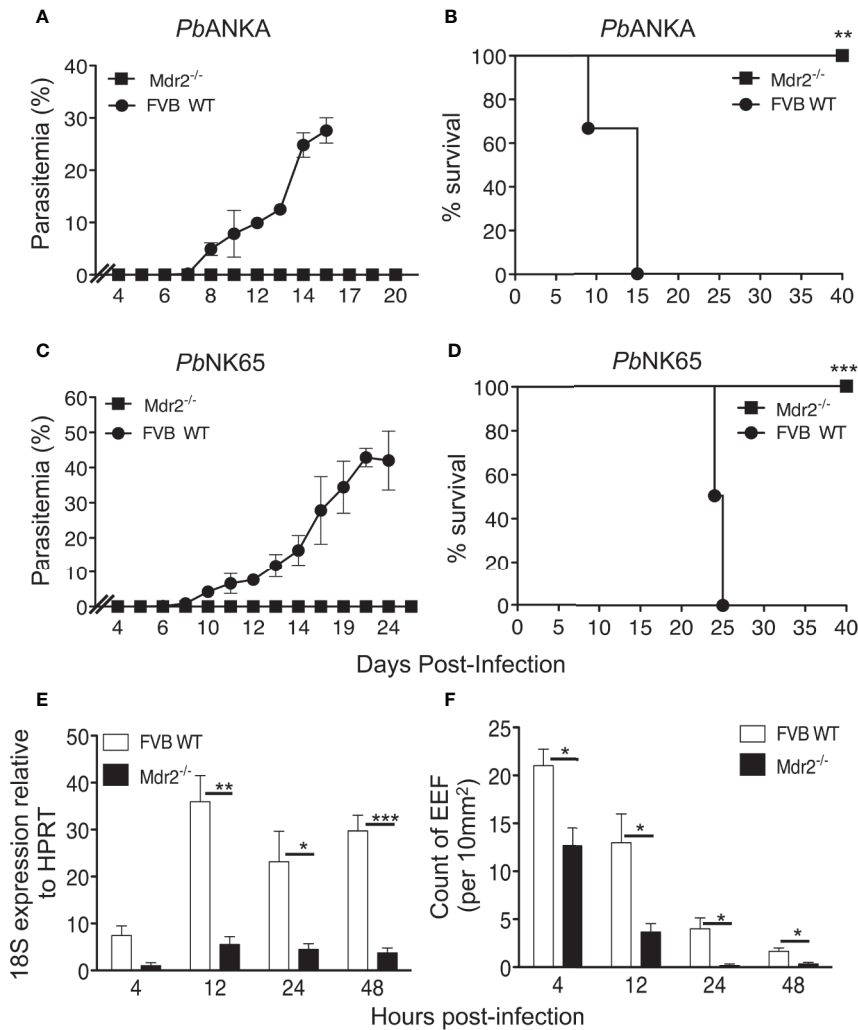 A
PbANKA
Parasitemia (%)
40
30
20
10
0
Mdr2-/-
FVB WT
4 6 8 12 14 17 20
B
PbANKA
**
% survival
100
80
60
40
20
0
Mdr2-/-
FVB WT
0 5 10 15 20 25 30 35 40
C
PbNK65
Parasitemia (%)
60
50
40
30
20
10
0
Mdr2-/-
FVB WT
4 6 10 12 14 19 24
D
PbNK65
***
% survival
100
80
60
40
20
0
Mdr2-/-
FVB WT
0 5 10 15 20 25 30 35 40
Days Post-Infection
E
18S expression relative
to HPRT
50
40
30
20
10
0
FVB WT
Mdr2-/-
** * ***
4 12 24 48
F
Count of EEF
(per 10mm2)
25
20
15
10
5
0
FVB WT
Mdr2-/-
* * * *
4 12 24 48
Hours post-infection